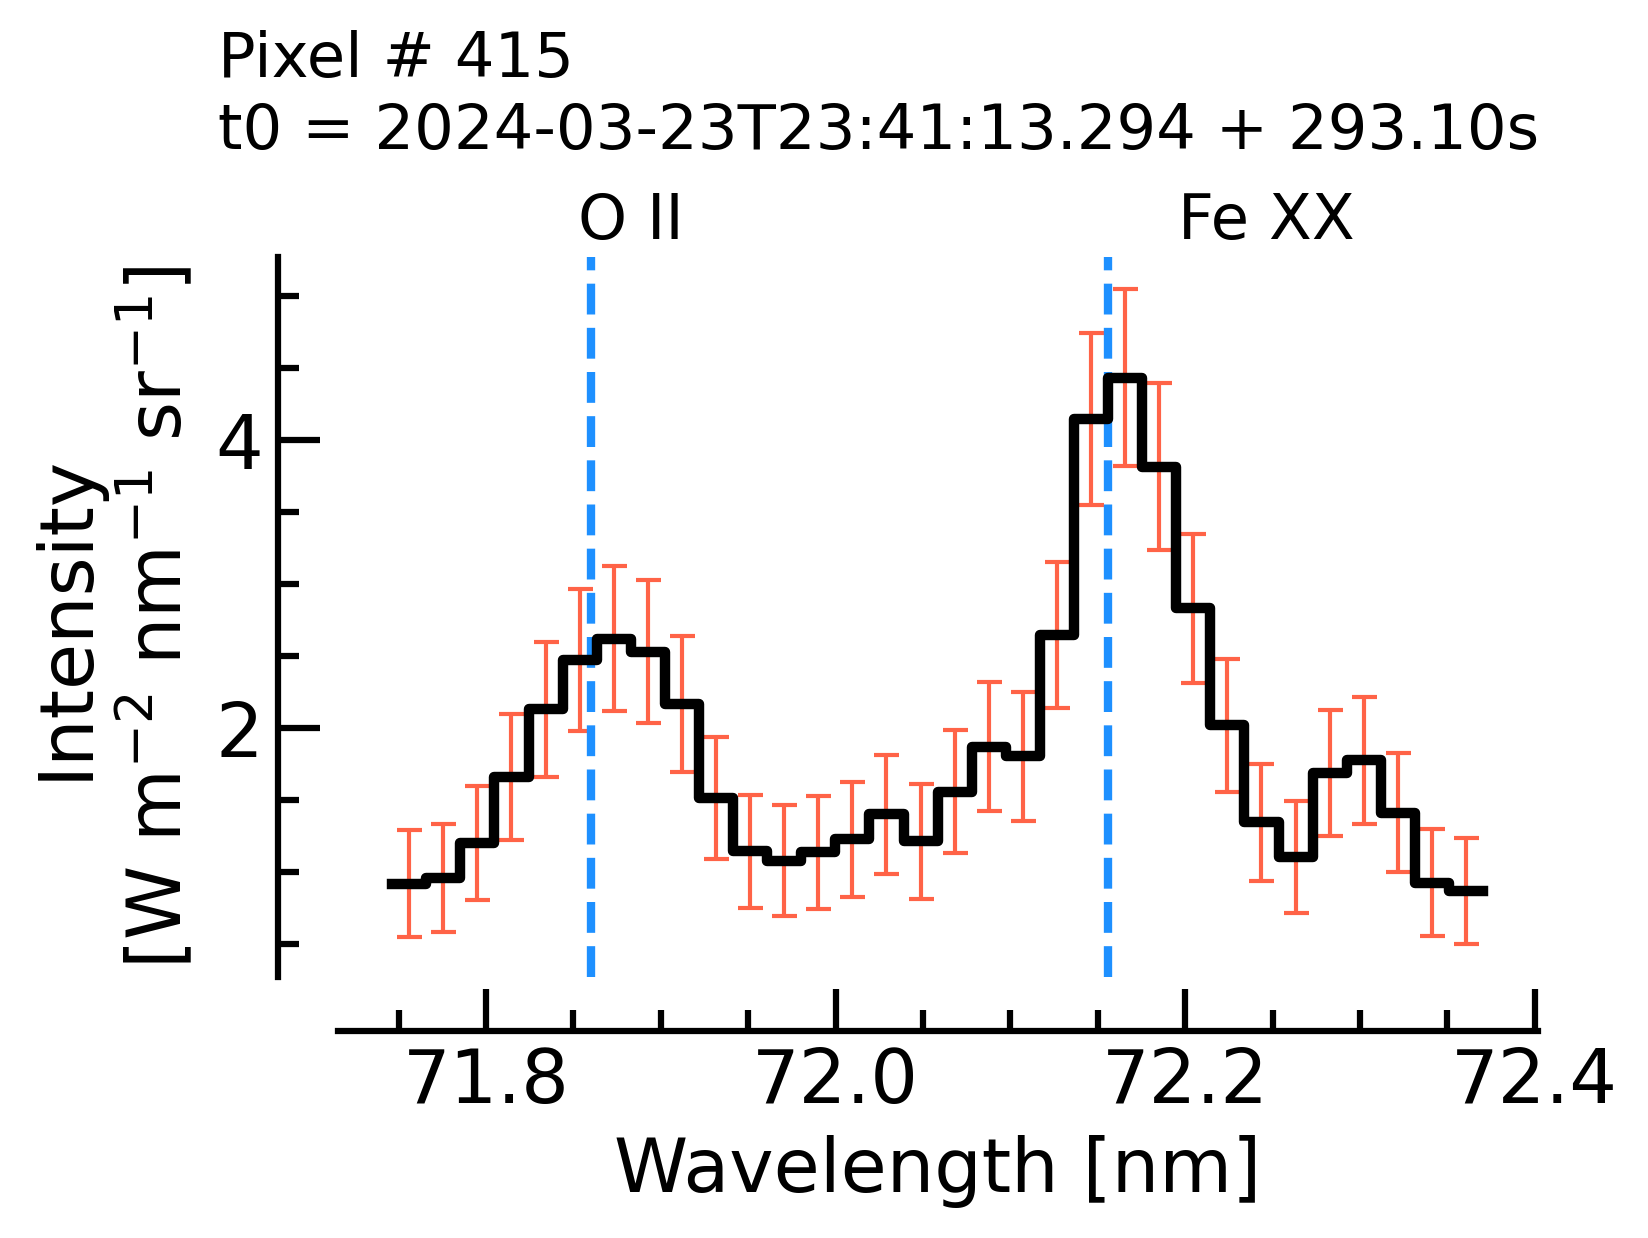 Pixel # 415
t0 = 2024-03-23T23:41:13.294 + 293.10s
O II
Fe XX
Intensity
[W m⁻² nm⁻¹ sr⁻¹]
4
2
71.8
72.0
72.2
72.4
Wavelength [nm]